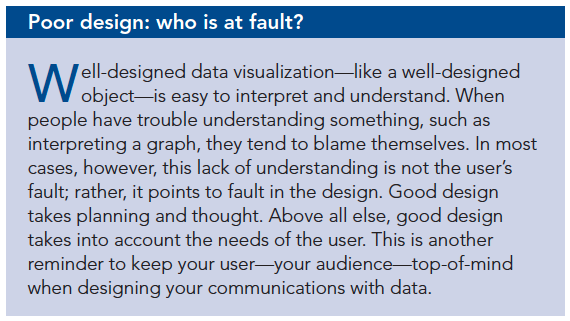 Poor design: who is at fault?
Well-designed data visualization—like a well-designed
object—is easy to interpret and understand. When
people have trouble understanding something, such as
interpreting a graph, they tend to blame themselves. In most
cases, however, this lack of understanding is not the user’s
fault; rather, it points to fault in the design. Good design
takes planning and thought. Above all else, good design
takes into account the needs of the user. This is another
reminder to keep your user—your audience—top-of-mind
when designing your communications with data.